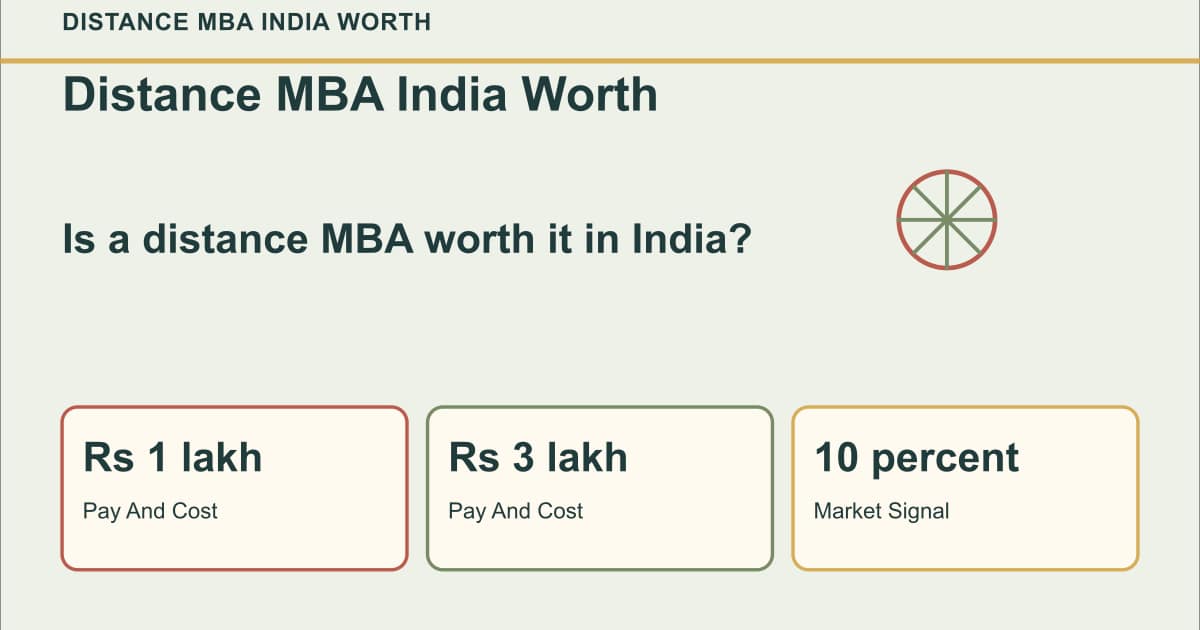 DISTANCE MBA INDIA WORTH
Distance MBA India Worth
Is a distance MBA worth it in India?
Rs 1 lakh
Pay And Cost
Rs 3 lakh
Pay And Cost
10 percent
Market Signal